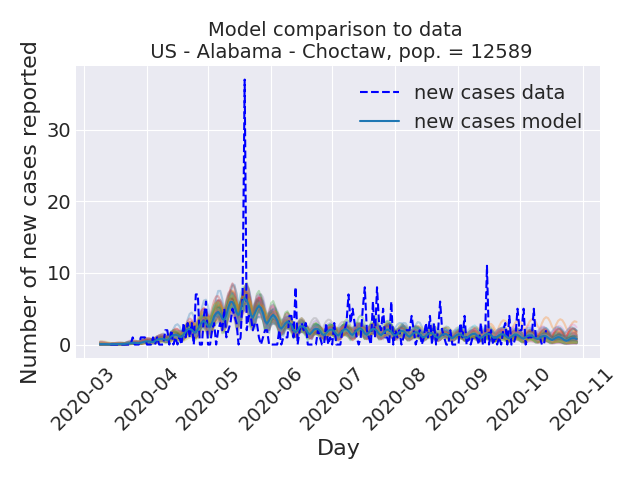 Model comparison to data
US - Alabama - Choctaw, pop. = 12589
Number of new cases reported
30
20
10
0
new cases data
new cases model
2020-03
2020-04
2020-05
2020-06
2020-07
2020-08
2020-09
2020-10
2020-11
Day